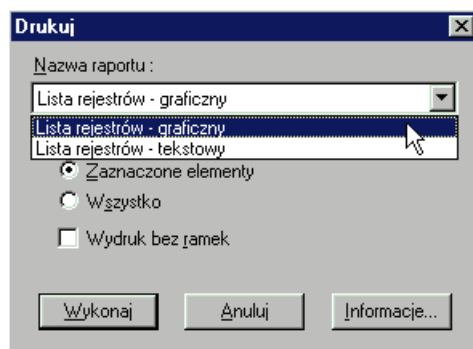 Drukuj
Nazwa raportu :
Lista rejestrów - graficzny
Lista rejestrów - graficzny
Lista rejestrów - tekstowy
Zaznaczone elementy
Wszystko
Wydruk bez ramek
Wykonaj Anuluj Informacje...